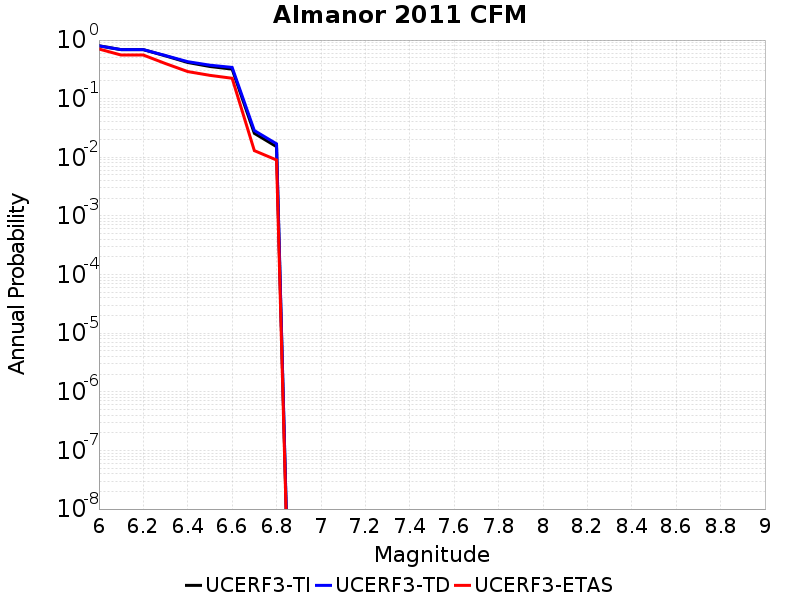 Almanor 2011 CFM
Annual Probability
10^0
10^-1
10^-2
10^-3
10^-4
10^-5
10^-6
10^-7
10^-8
6 6.2 6.4 6.6 6.8 7 7.2 7.4 7.6 7.8 8 8.2 8.4 8.6 8.8 9
Magnitude
UCERF3-TI UCERF3-TD UCERF3-ETAS